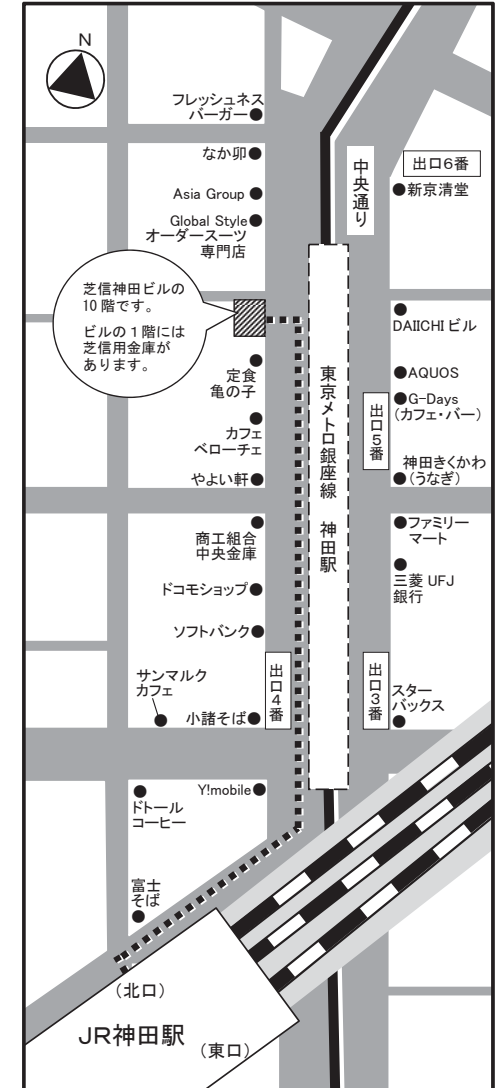 N
フレッシュネス
バーガー
なか卯
Asia Group
Global Style
オーダースーツ
専門店
中央通り
出口6番
新京清堂
芝信神田ビルの
10階です。
ビルの1階には
芝信用金庫が
あります。
DAIICHIビル
定食
亀の子
AQUOS
G-Days
(カフェ・バー)
カフェ
ベローチェ
東京メトロ銀座線 神田駅
出口5番
やよい軒
神田きくかわ
(うなぎ)
商工組合
中央金庫
ファミリー
マート
ドコモショップ
三菱UFJ
銀行
ソフトバンク
サンマルク
カフェ
小諸そば
出口4番
出口3番
スター
バックス
Y!mobile
ドトール
コーヒー
富士
そば
(北口)
JR神田駅
(東口)